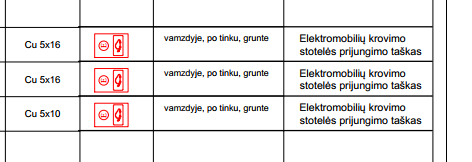 Cu 5x16
vamzdyje, po tinku, grunte
Elektromobilių krovimo
stotelės prijungimo taškas
Cu 5x16
vamzdyje, po tinku, grunte
Elektromobilių krovimo
stotelės prijungimo taškas
Cu 5x10
vamzdyje, po tinku, grunte
Elektromobilių krovimo
stotelės prijungimo taškas